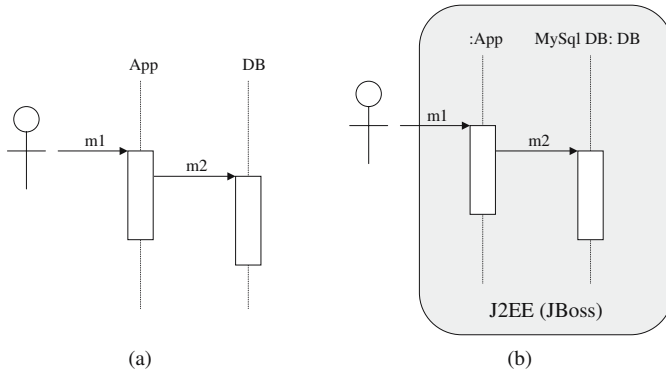 App DB
m1
m2
(a)
:App MySql DB: DB
m1
m2
J2EE (JBoss)
(b)